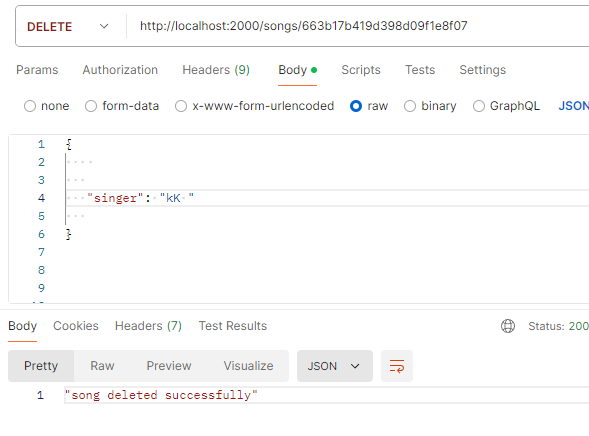 DELETE http://localhost:2000/songs/663b17b419d398d09f1e8f07
Params Authorization Headers (9) Body Scripts Tests Settings
none form-data x-www-form-urlencoded raw binary GraphQL JSON
1 {
2
3
4 "singer": "kK "
5
6 }
7
8
9
Body Cookies Headers (7) Test Results Status: 200
Pretty Raw Preview Visualize JSON
1 "song deleted successfully"